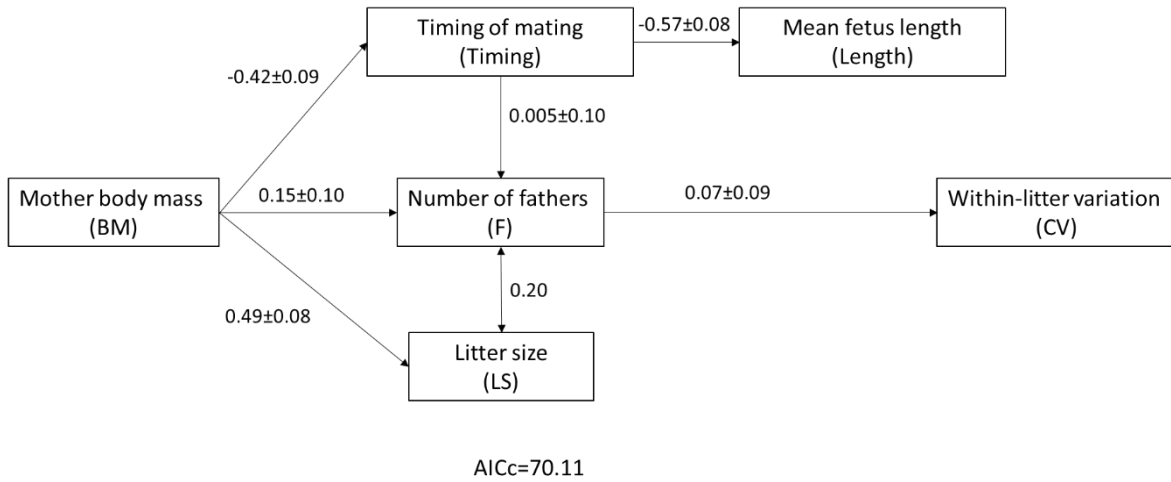 Timing of mating
(Timing)
-0.57±0.08
Mean fetus length
(Length)
-0.42±0.09
0.005±0.10
Mother body mass
(BM)
0.15±0.10
Number of fathers
(F)
0.07±0.09
Within-litter variation
(CV)
0.49±0.08
0.20
Litter size
(LS)
AICc=70.11